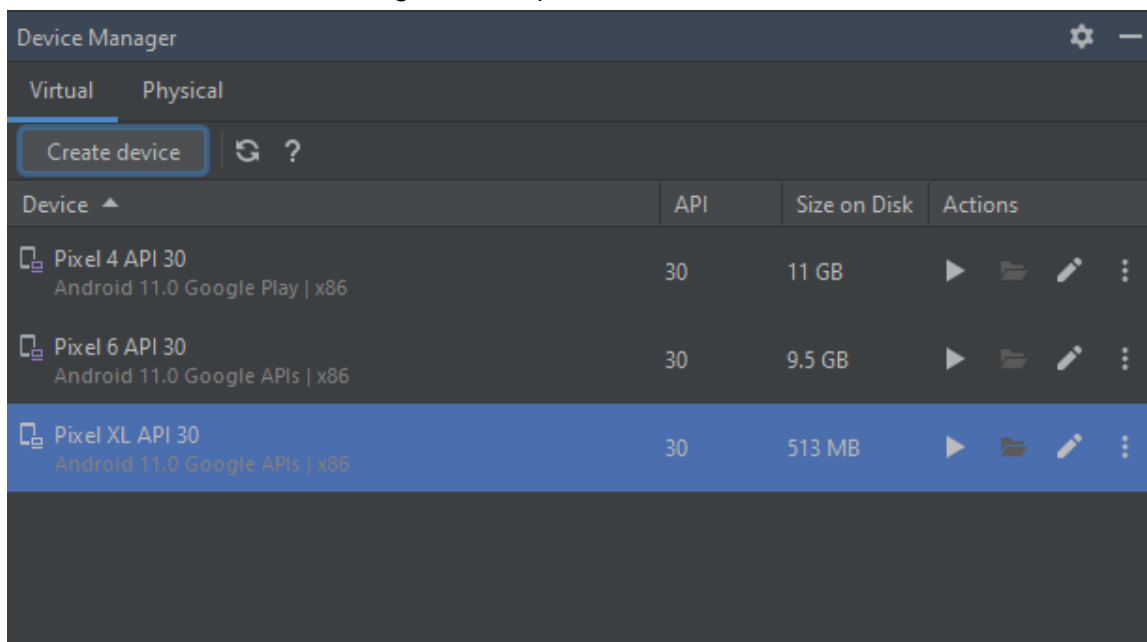 Device Manager
Virtual Physical
Create device ?
Device API Size on Disk Actions
Pixel 4 API 30
Android 11.0 Google Play | x86
30 11 GB
Pixel 6 API 30
Android 11.0 Google APIs | x86
30 9.5 GB
Pixel XL API 30
Android 11.0 Google APIs | x86
30 513 MB